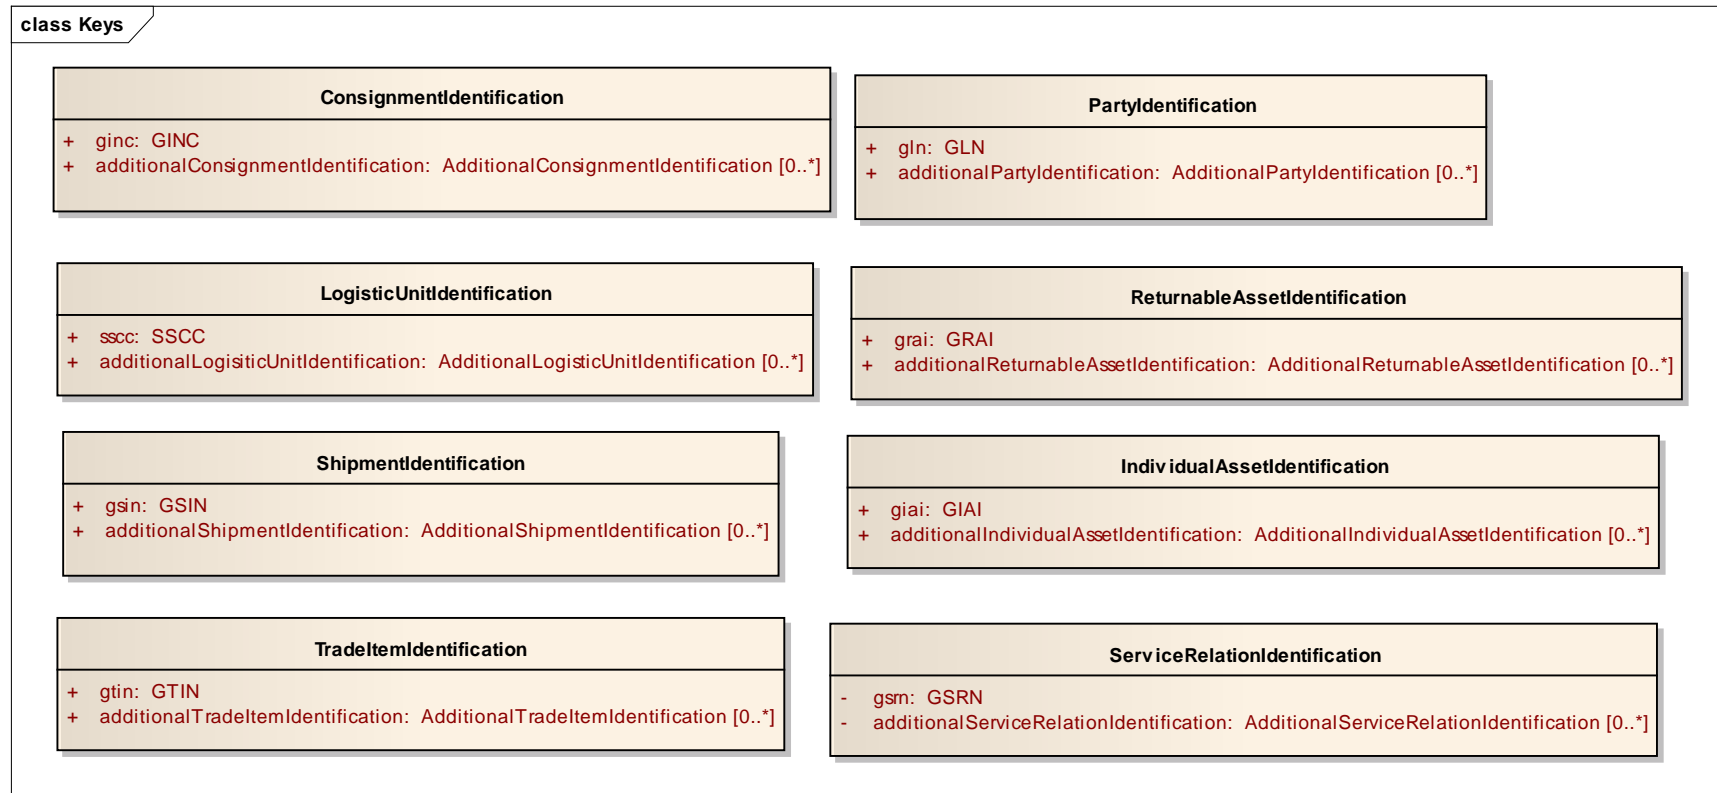 class Keys
ConsignmentIdentification
+ ginc: GINC
+ additionalConsignmentIdentification: AdditionalConsignmentIdentification [0..*]
PartyIdentification
+ gln: GLN
+ additionalPartyIdentification: AdditionalPartyIdentification [0..*]
LogisticUnitIdentification
+ sscc: SSCC
+ additionalLogisiticUnitIdentification: AdditionalLogisticUnitIdentification [0..*]
ReturnableAssetIdentification
+ grai: GRAI
+ additionalReturnableAssetIdentification: AdditionalReturnableAssetIdentification [0..*]
ShipmentIdentification
+ gsin: GSIN
+ additionalShipmentIdentification: AdditionalShipmentIdentification [0..*]
IndividualAssetIdentification
+ giai: GIAI
+ additionalIndividualAssetIdentification: AdditionalIndividualAssetIdentification [0..*]
TradeItemIdentification
+ gtin: GTIN
+ additionalTradeItemIdentification: AdditionalTradeItemIdentification [0..*]
ServiceRelationIdentification
- gsrn: GSRN
- additionalServiceRelationIdentification: AdditionalServiceRelationIdentification [0..*]